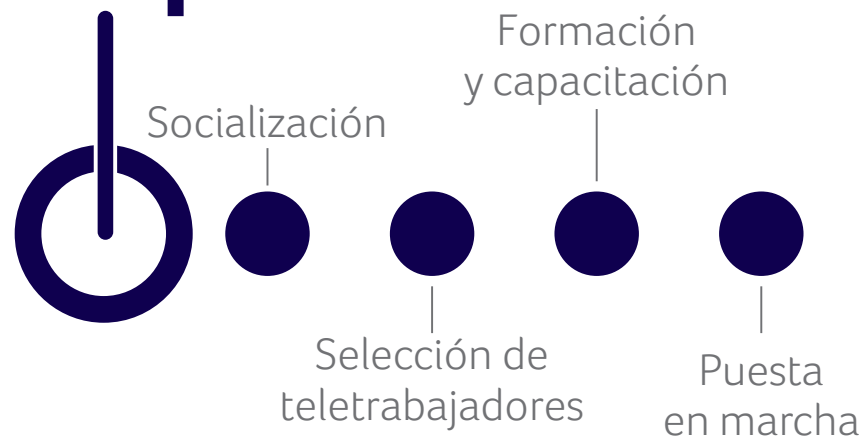 Socialización
Selección de
teletrabajadores
Formación
y capacitación
Puesta
en marcha